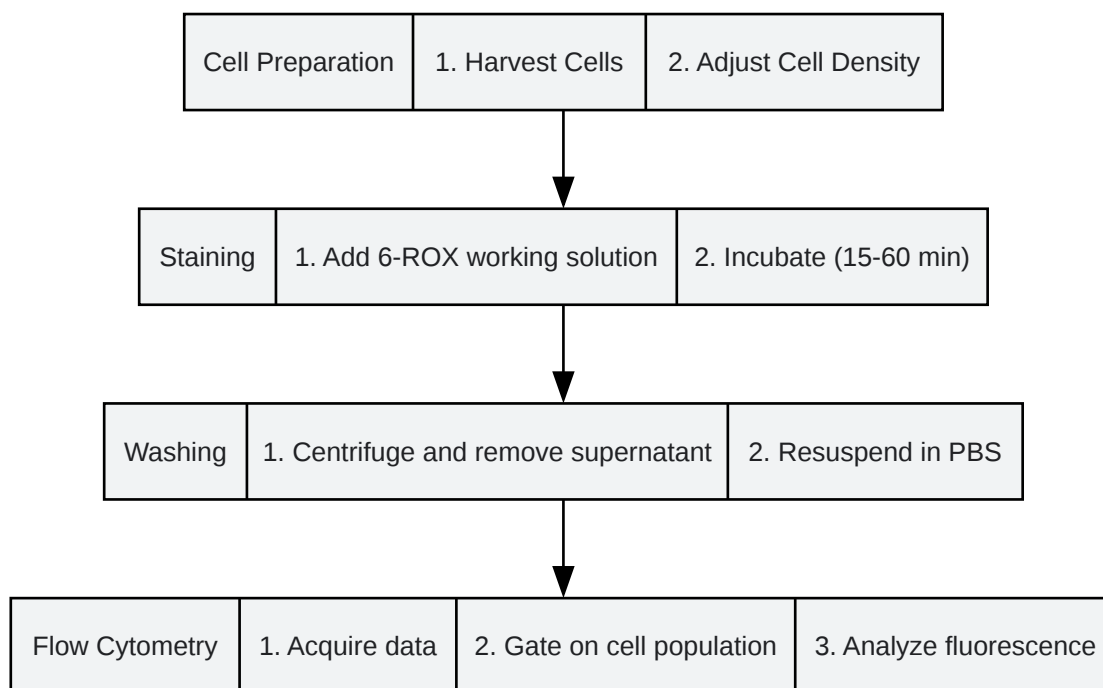 Cell Preparation 1. Harvest Cells 2. Adjust Cell Density
Staining 1. Add 6-ROX working solution 2. Incubate (15-60 min)
Washing 1. Centrifuge and remove supernatant 2. Resuspend in PBS
Flow Cytometry 1. Acquire data 2. Gate on cell population 3. Analyze fluorescence